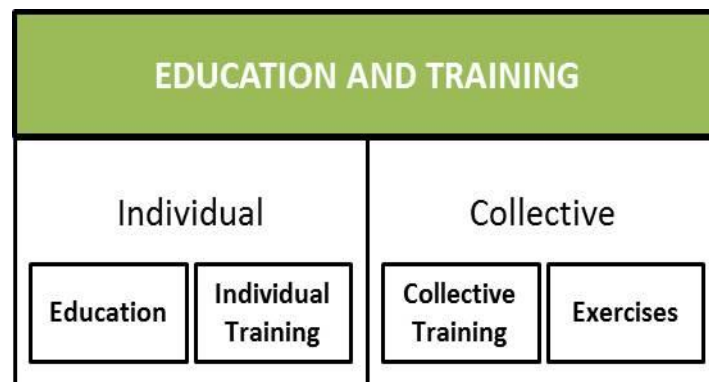 EDUCATION AND TRAINING
Individual
Collective
Education
Individual
Training
Collective
Training
Exercises